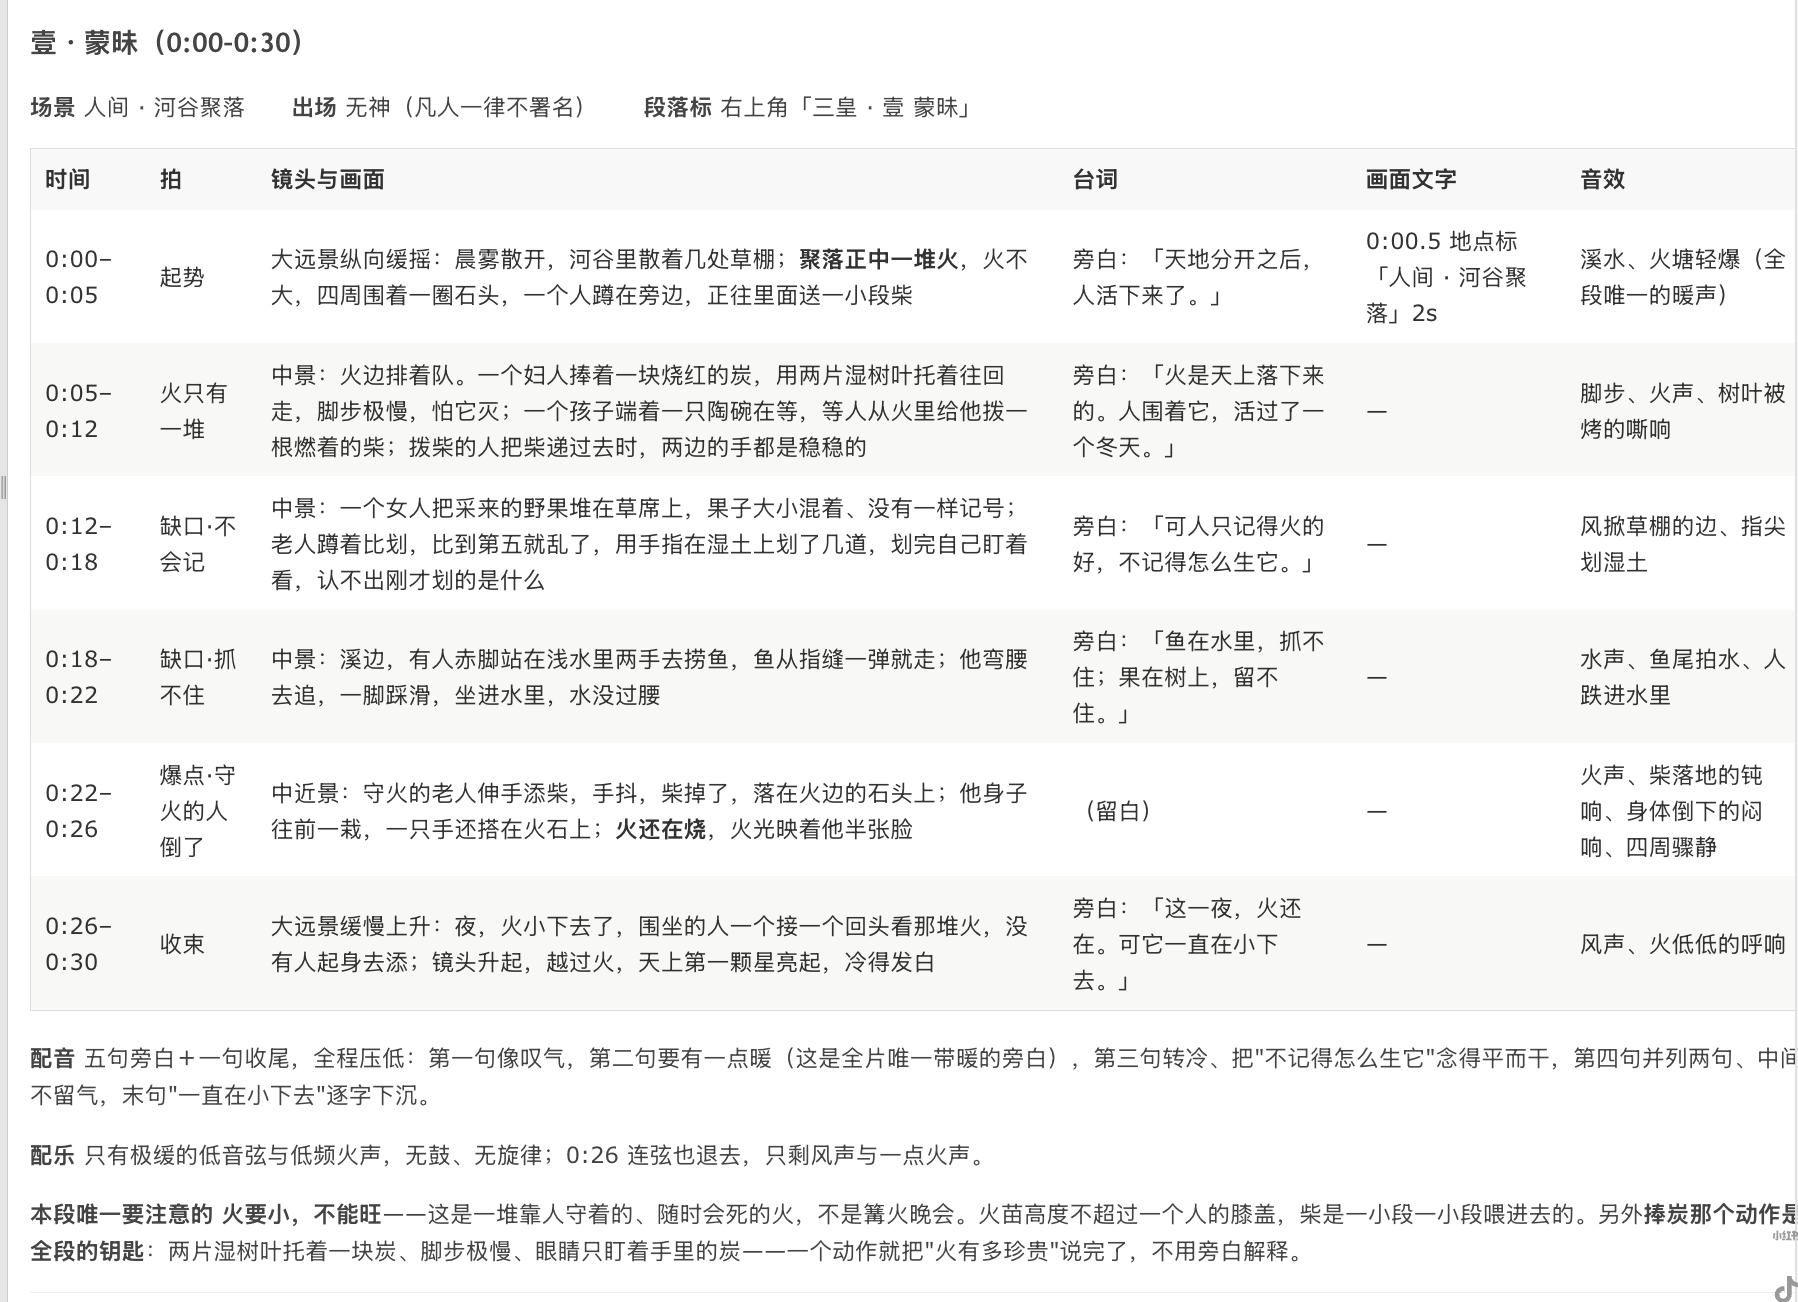 壹 · 蒙昧（0:00-0:30）
场景 人间 · 河谷聚落 出场 无神（凡人一律不署名） 段落标 右上角「三皇 · 壹 蒙昧」
时间 拍 镜头与画面 台词 画面文字 音效
0:00–
0:05
起势
大远景纵向缓摇：晨雾散开，河谷里散着几处草棚；聚落正中一堆火，火不
大，四周围着一圈石头，一个人蹲在旁边，正往里面送一小段柴
旁白：「天地分开之后，
人活下来了。」
0:00.5 地点标
「人间 · 河谷聚
落」2s
溪水、火塘轻爆（全
段唯一的暖声）
0:05–
0:12
火只有
一堆
中景：火边排着队。一个妇人捧着一块烧红的炭，用两片湿树叶托着往回
走，脚步极慢，怕它灭；一个孩子端着一只陶碗在等，等人从火里给他拨一
根燃着的柴；拨柴的人把柴递过去时，两边的手都是稳稳的
旁白：「火是天上落下来
的。人围着它，活过了一
个冬天。」
—
脚步、火声、树叶被
烤的嘶响
0:12–
0:18
缺口·不
会记
中景：一个女人把采来的野果堆在草席上，果子大小混着、没有一样记号；
老人蹲着比划，比到第五就乱了，用手指在湿土上划了几道，划完自己盯着
看，认不出刚才划的是什么
旁白：「可人只记得火的
好，不记得怎么生它。」
—
风掀草棚的边、指尖
划湿土
0:18–
0:22
缺口·抓
不住
中景：溪边，有人赤脚站在浅水里两手去捞鱼，鱼从指缝一弹就走；他弯腰
去追，一脚踩滑，坐进水里，水没过腰
旁白：「鱼在水里，抓不
住；果在树上，留不
住。」
—
水声、鱼尾拍水、人
跌进水里
0:22–
0:26
爆点·守
火的人
倒了
中近景：守火的老人伸手添柴，手抖，柴掉了，落在火边的石头上；他身子
往前一栽，一只手还搭在火石上；火还在烧，火光映着他半张脸
（留白）
—
火声、柴落地的钝
响、身体倒下的闷
响、四周骤静
0:26–
0:30
收束
大远景缓慢上升：夜，火小下去了，围坐的人一个接一个回头看那堆火，没
有人起身去添；镜头升起，越过火，天上第一颗星亮起，冷得发白
旁白：「这一夜，火还
在。可它一直在小下
去。」
—
风声、火低低的呼响
配音 五句旁白＋一句收尾，全程压低：第一句像叹气，第二句要有一点暖（这是全片唯一带暖的旁白），第三句转冷、把"不记得怎么生它"念得平而干，第四句并列两句、中间
不留气，末句"一直在小下去"逐字下沉。
配乐 只有极缓的低音弦与低频火声，无鼓、无旋律；0:26 连弦也退去，只剩风声与一点火声。
本段唯一要注意的 火要小，不能旺——这是一堆靠人守着的、随时会死的火，不是篝火晚会。火苗高度不超过一个人的膝盖，柴是一小段一小段喂进去的。另外捧炭那个动作是
全段的钥匙：两片湿树叶托着一块炭、脚步极慢、眼睛只盯着手里的炭——一个动作就把"火有多珍贵"说完了，不用旁白解释。